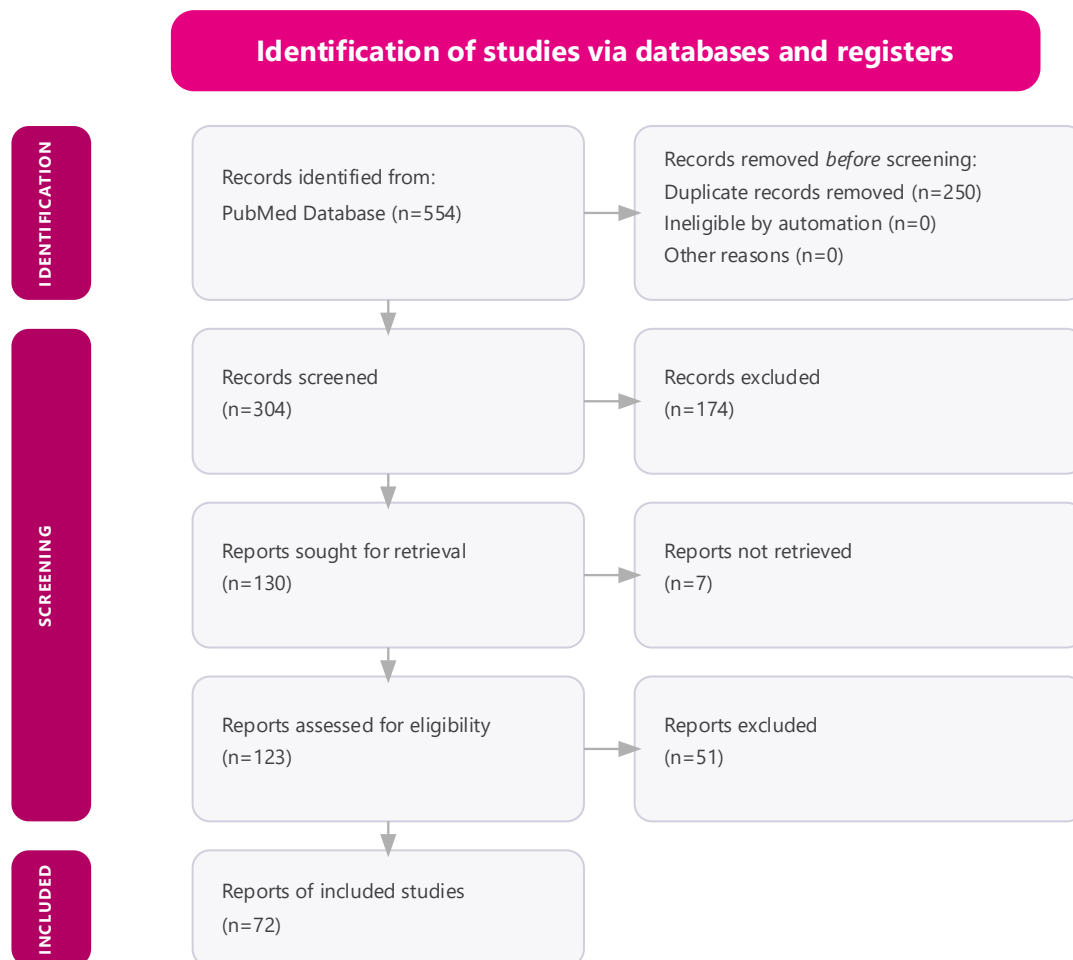 Identification of studies via databases and registers
IDENTIFICATION
Records identified from:
PubMed Database (n=554)
Records removed before screening:
Duplicate records removed (n=250)
Ineligible by automation (n=0)
Other reasons (n=0)
SCREENING
Records screened
(n=304)
Records excluded
(n=174)
Reports sought for retrieval
(n=130)
Reports not retrieved
(n=7)
Reports assessed for eligibility
(n=123)
Reports excluded
(n=51)
INCLUDED
Reports of included studies
(n=72)